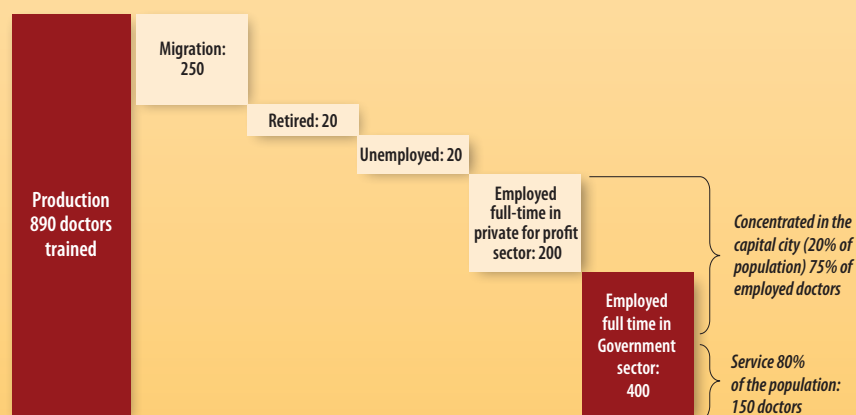 Production
890 doctors
trained
Migration:
250
Retired: 20
Unemployed: 20
Employed
full-time in
private for profit
sector: 200
Employed
full time in
Government
sector:
400
Concentrated in the
capital city (20% of
population) 75% of
employed doctors
Service 80%
of the population:
150 doctors